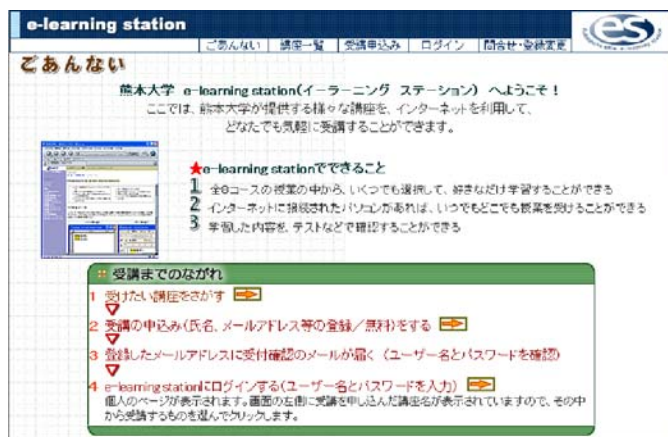 e-learning station
ごあんない 講座一覧 受講申込み ログイン 問合せ・登録変更
es
ごあんない
熊本大学 e-learning station(イーラーニング ステーション) へようこそ！
ここでは、熊本大学が提供する様々な講座を、インターネットを利用して、
どなたでも気軽に受講することができます。
★e-learning stationでできること
1 全8コースの授業の中から、いくつでも選択して、好きなだけ学習することができる
2 インターネットに接続されたパソコンがあれば、いつでもどこでも授業を受けることができる
3 学習した内容を、テストなどで確認することができる
受講までのながれ
1 受けたい講座をさがす
2 受講の申込み(氏名、メールアドレス等の登録／無料)をする
3 登録したメールアドレスに受付確認のメールが届く (ユーザー名とパスワードを確認)
4 e-learning stationにログインする(ユーザー名とパスワードを入力)
個人のページが表示されます。画面の左側に受講を申し込んだ講座名が表示されていますので、その中
から受講するものを選んでクリックします。